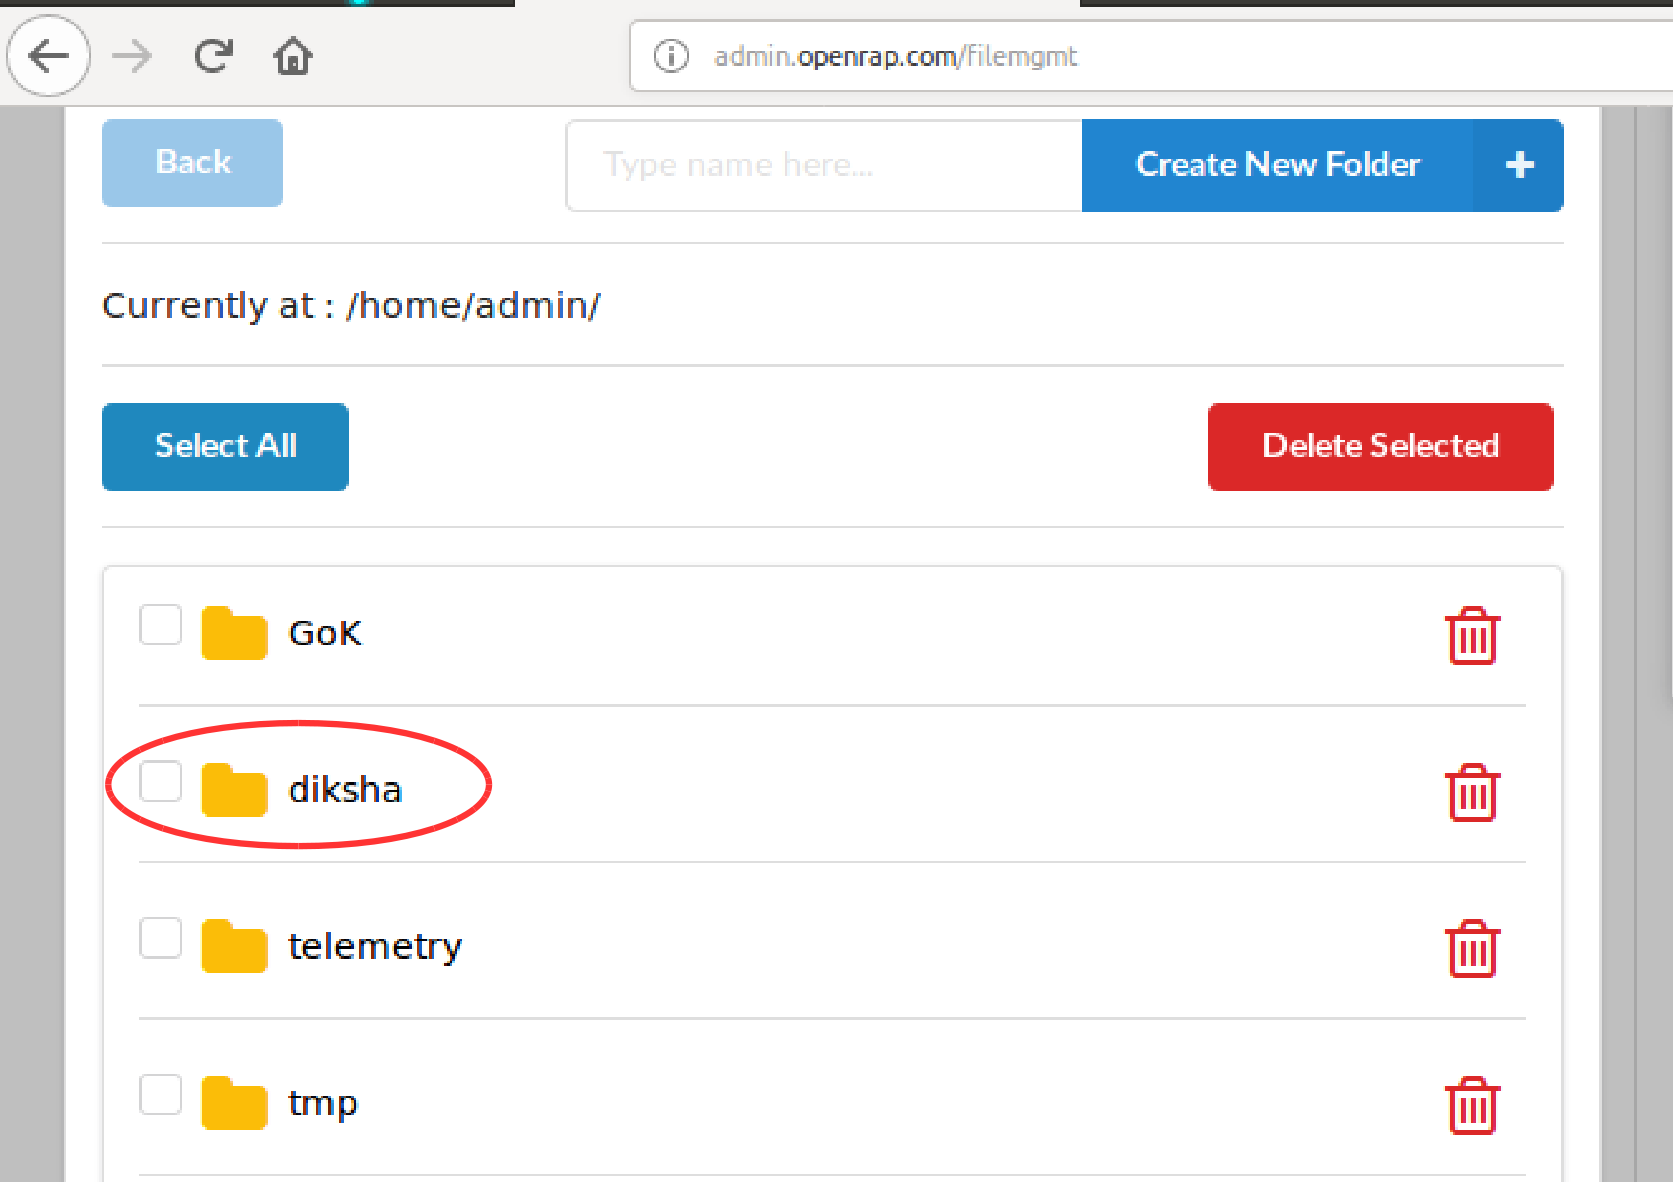 admin.openrap.com/filemgmt
Back
Type name here...
Create New Folder +
Currently at : /home/admin/
Select All
Delete Selected
GoK
diksha
telemetry
tmp